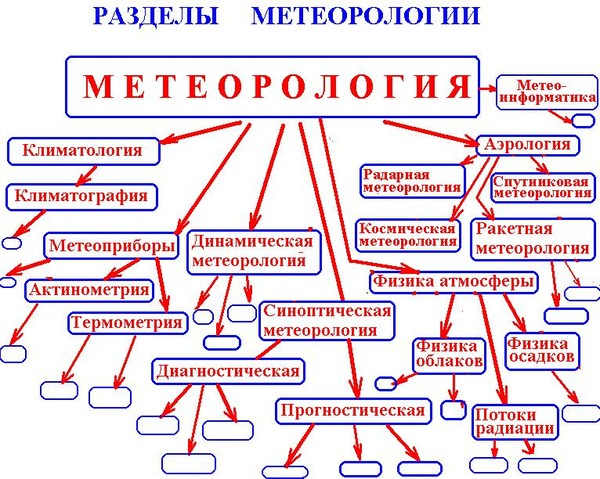 РАЗДЕЛЫ МЕТЕОРОЛОГИИ
МЕТЕОРОЛОГИЯ
Метео-
информатика
Климатология
Аэрология
Радарная
метеорология
Спутниковая
метеорология
Климатография
Космическая
метеорология
Ракетная
метеорология
Метеоприборы
Динамическая
метеорология
Физика атмосферы
Актинометрия
Термометрия
Синоптическая
метеорология
Физика
облаков
Физика
осадков
Диагностическая
Прогностическая
Потоки
радиации